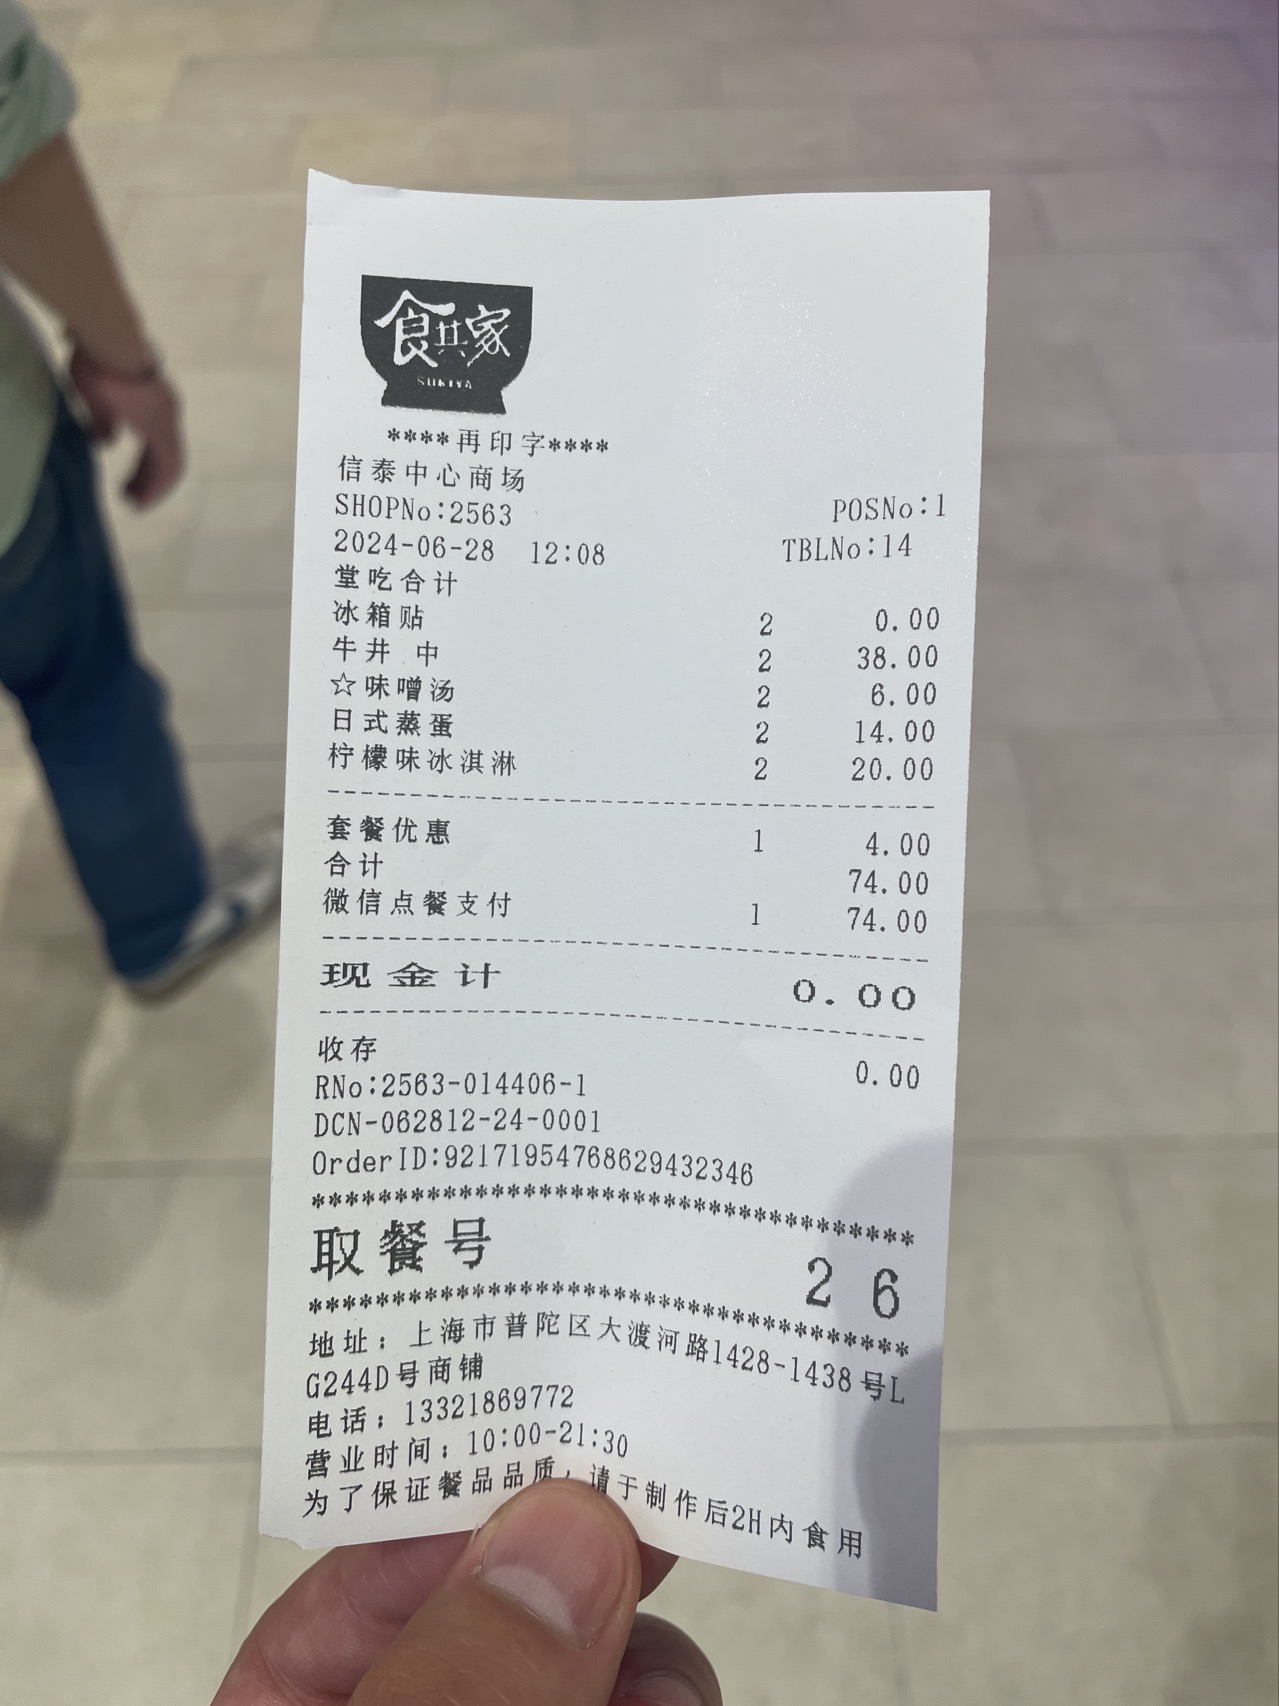 食其家
SUKIYA
****再印字****
信泰中心商场
SHOPNo:2563 POSNo:1
2024-06-28 12:08 TBLNo:14
堂吃合计
冰箱贴 2 0.00
牛井 中 2 38.00
☆味噌汤 2 6.00
日式蒸蛋 2 14.00
柠檬味冰淇淋 2 20.00
套餐优惠 1 4.00
合计 74.00
微信点餐支付 1 74.00
现金计 0.00
收存 0.00
RNo:2563-014406-1
DCN-062812-24-0001
OrderID:92171954768629432346
取餐号 26
地址：上海市普陀区大渡河路1428-1438号L
G244D号商铺
电话：13321869772
营业时间：10:00-21:30
为了保证餐品品质，请于制作后2H内食用